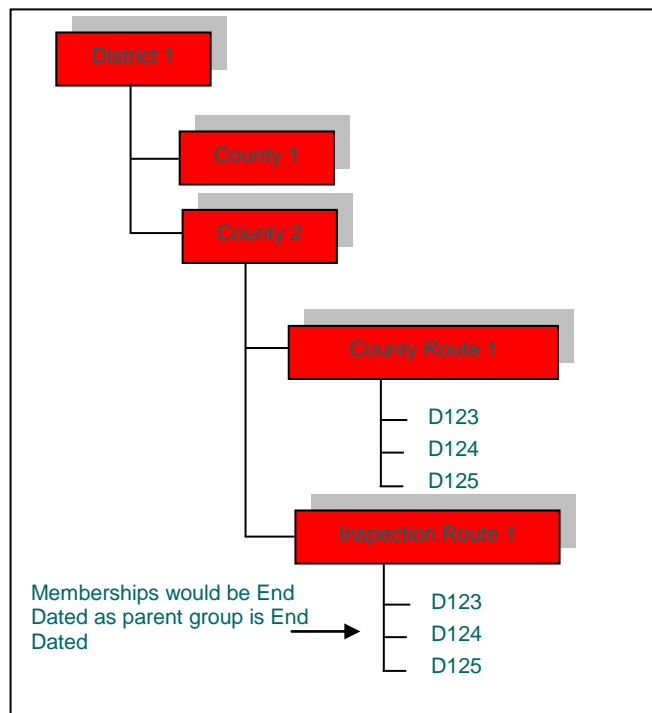 District 1
County 1
County 2
County Route 1
D123
D124
D125
Inspection Route 1
Memberships would be End
Dated as parent group is End
Dated
D123
D124
D125